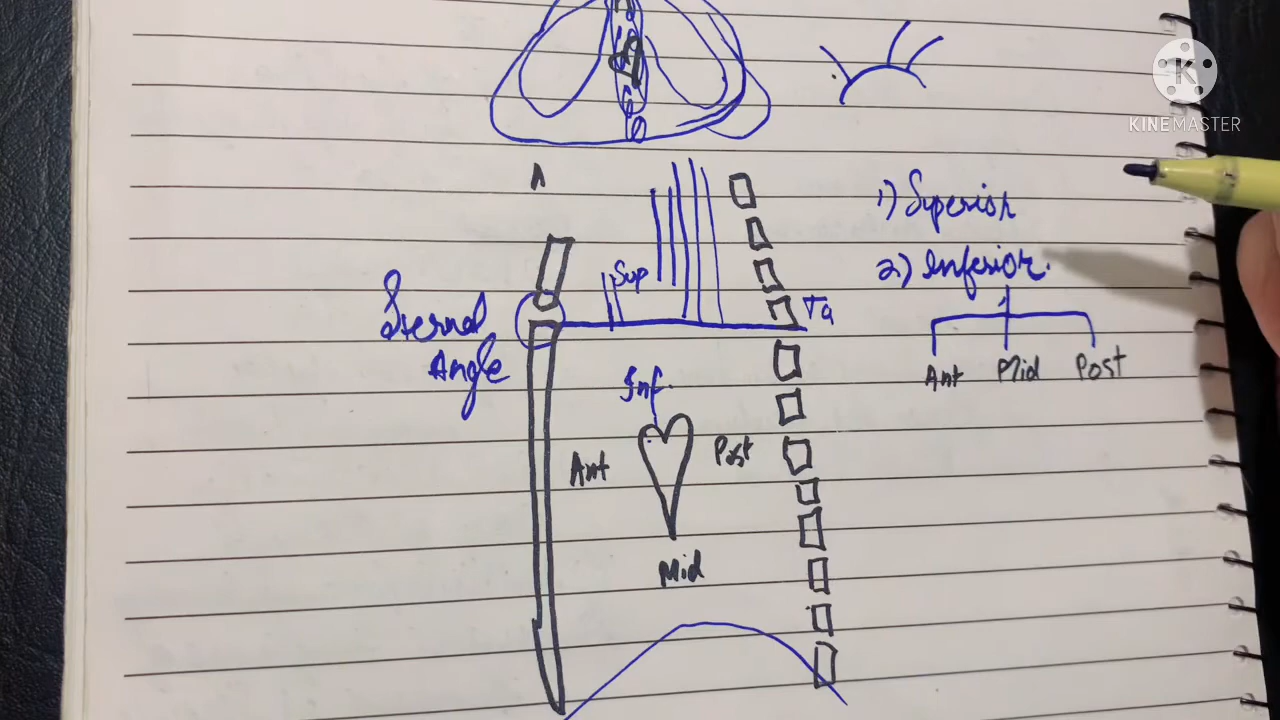 KINEMASTER
1) Superior
Sup
2) Inferior.
Sternal
Angle
T4
Ant Mid Post
Inf.
Ant
Post
Mid